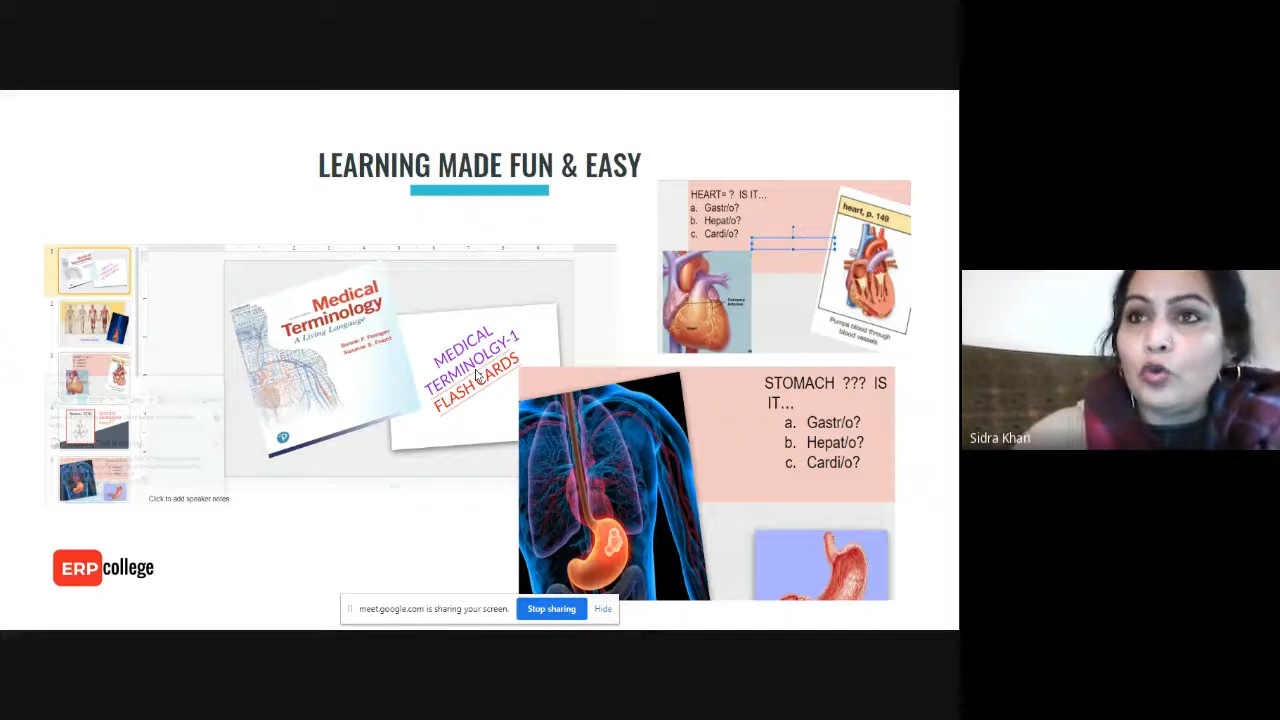 LEARNING MADE FUN & EASY
HEART= ? IS IT...
a. Gastr/o?
b. Hepat/o?
c. Cardi/o?
heart, p. 149
Pumps blood through
blood vessels
Medical
Terminology
A Living Language
MEDICAL
TERMINOLGY-1
FLASH CARDS
STOMACH ??? IS
IT...
a. Gastr/o?
b. Hepat/o?
c. Cardi/o?
Click to add speaker notes
ERP college
meet.google.com is sharing your screen.
Stop sharing
Hide
Sidra Khan